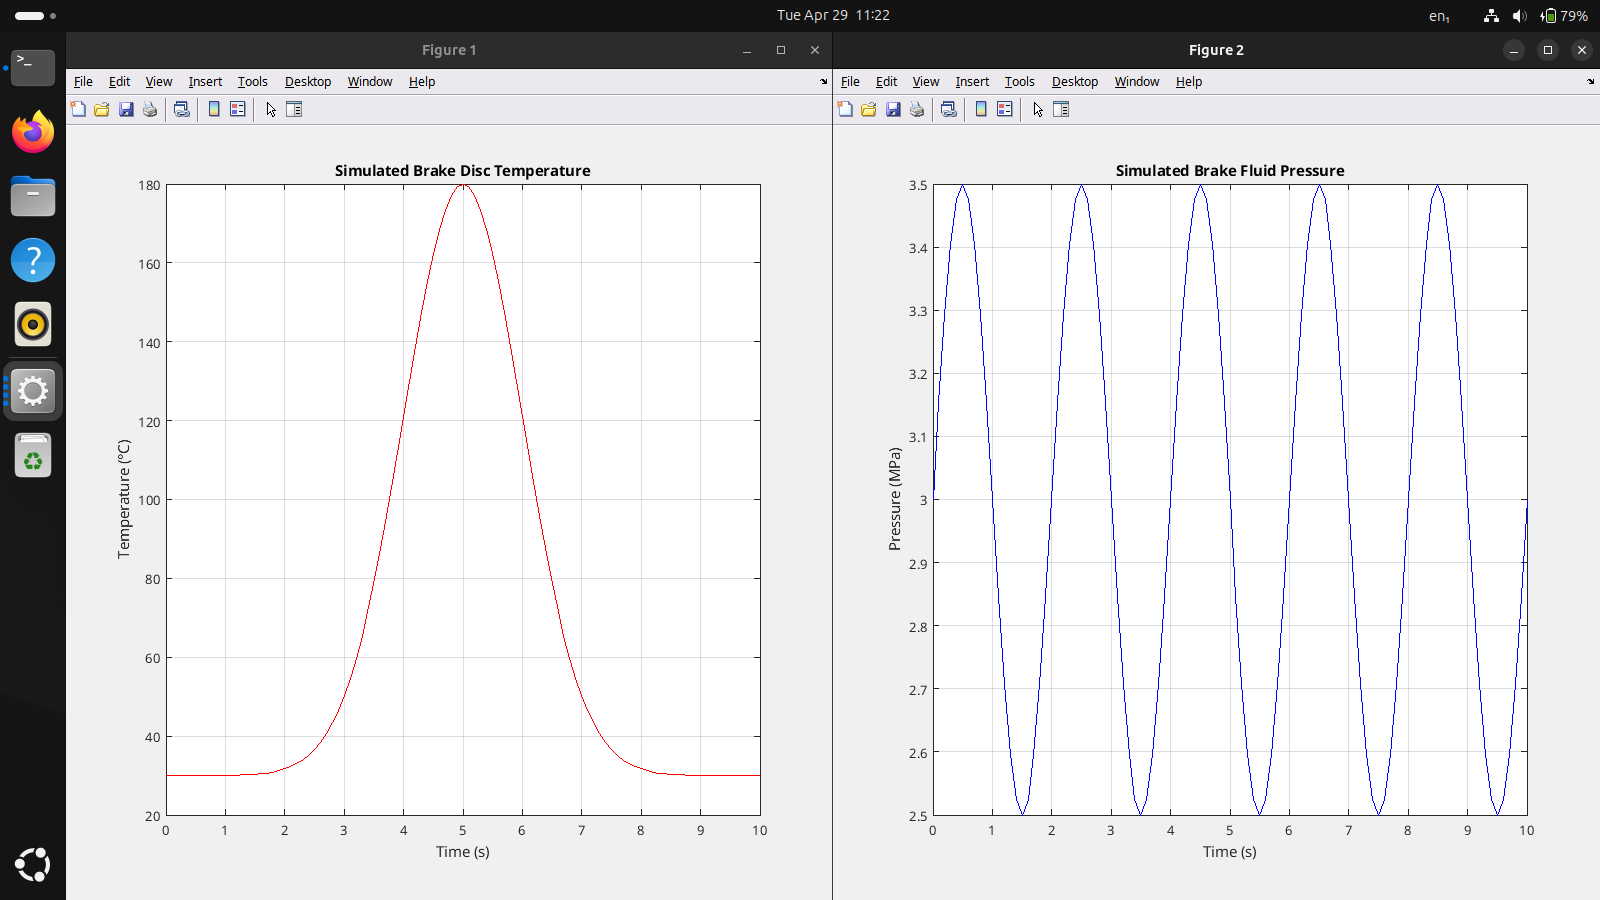 Tue Apr 29 11:22
en₁
79%
Figure 1
File Edit View Insert Tools Desktop Window Help
Simulated Brake Disc Temperature
180
160
140
120
100
80
60
40
20
Temperature (°C)
0 1 2 3 4 5 6 7 8 9 10
Time (s)
Figure 2
File Edit View Insert Tools Desktop Window Help
Simulated Brake Fluid Pressure
3.5
3.4
3.3
3.2
3.1
3
2.9
2.8
2.7
2.6
2.5
Pressure (MPa)
0 1 2 3 4 5 6 7 8 9 10
Time (s)